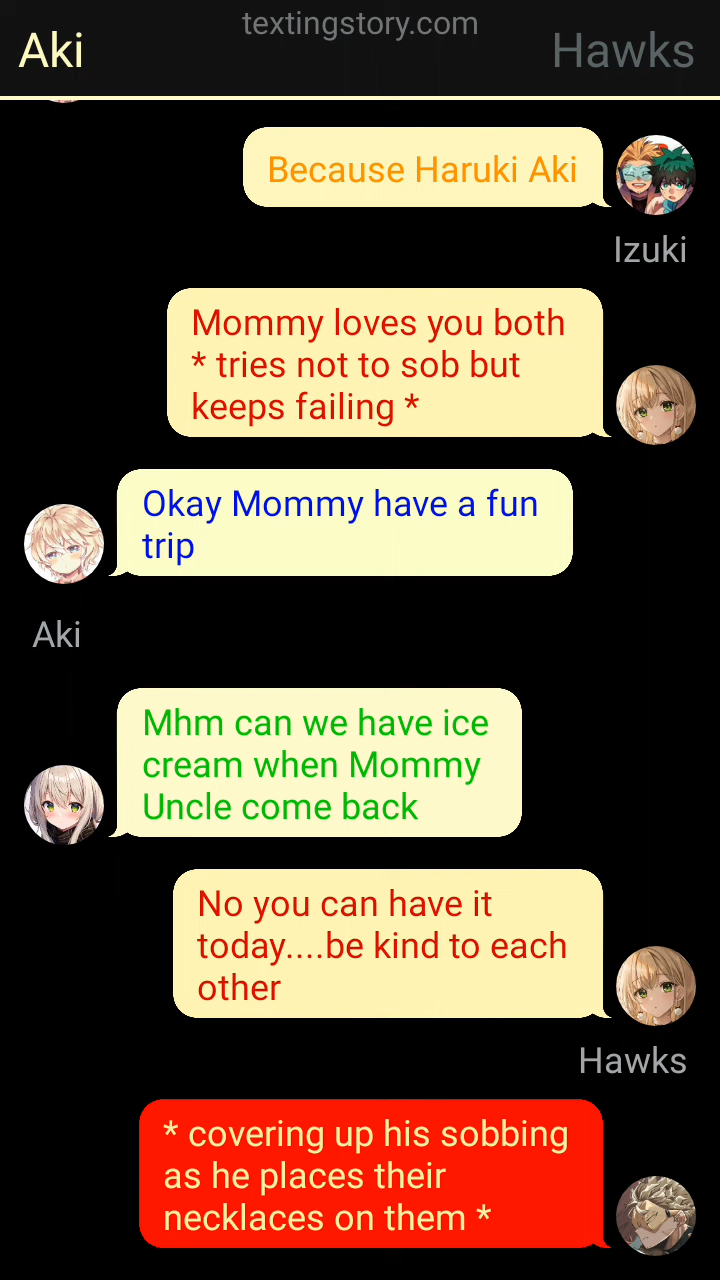 textingstory.com
Aki
Hawks
Because Haruki Aki
Izuki
Mommy loves you both
* tries not to sob but
keeps failing *
Okay Mommy have a fun
trip
Aki
Mhm can we have ice
cream when Mommy
Uncle come back
No you can have it
today....be kind to each
other
Hawks
* covering up his sobbing
as he places their
necklaces on them *